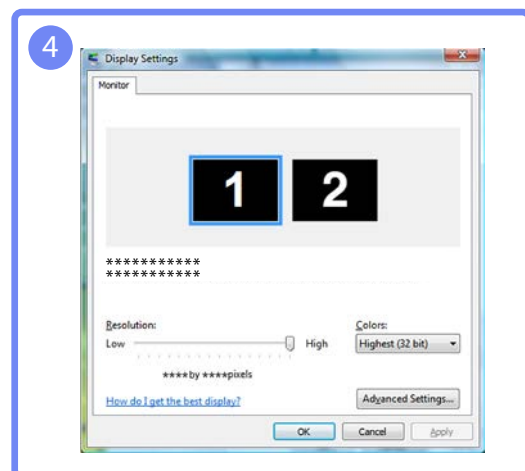 4
Display Settings
Monitor
1 2
***********
***********
Resolution: Colors:
Low High Highest (32 bit)
****by ****pixels
How do I get the best display? Advanced Settings...
OK Cancel Apply